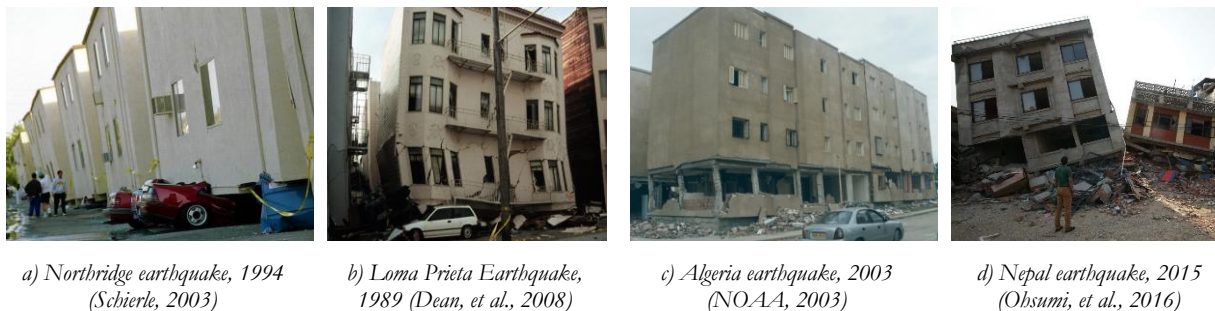 a) Northridge earthquake, 1994
(Schierle, 2003)
b) Loma Prieta Earthquake,
1989 (Dean, et al., 2008)
c) Algeria earthquake, 2003
(NOAA, 2003)
d) Nepal earthquake, 2015
(Ohsumi, et al., 2016)